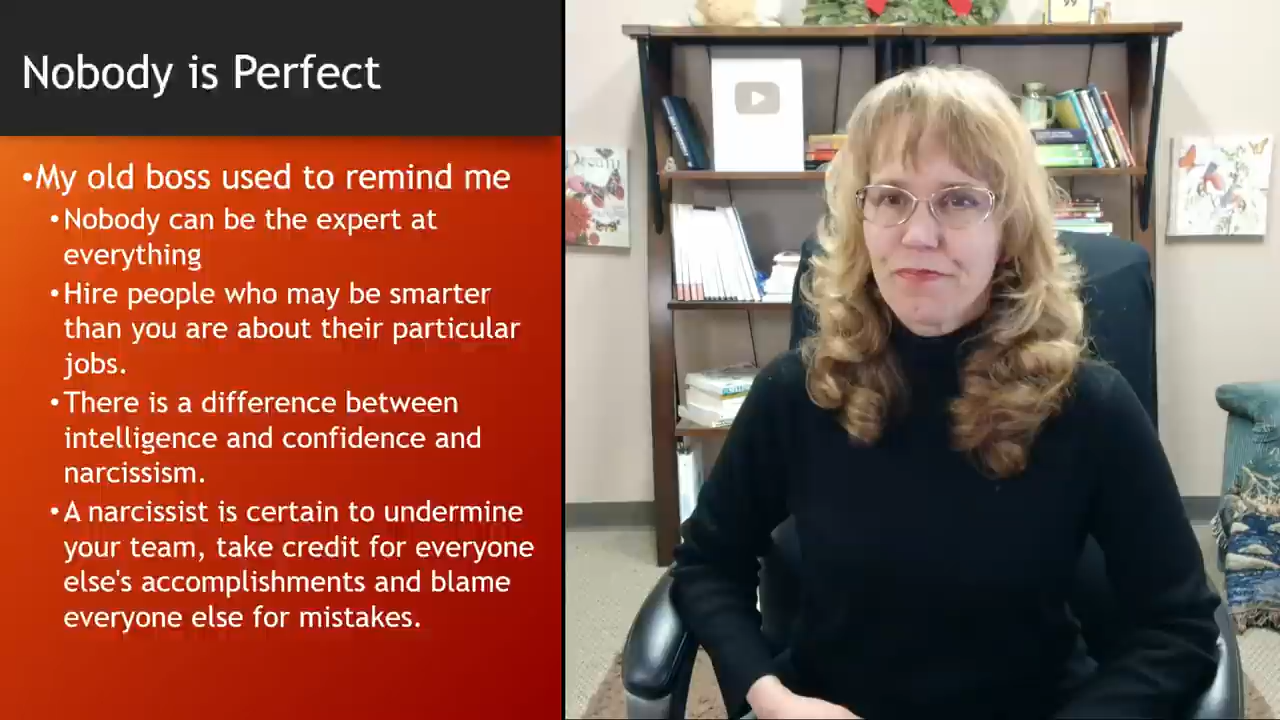 Nobody is Perfect
•My old boss used to remind me
•Nobody can be the expert at
everything
•Hire people who may be smarter
than you are about their particular
jobs.
•There is a difference between
intelligence and confidence and
narcissism.
•A narcissist is certain to undermine
your team, take credit for everyone
else's accomplishments and blame
everyone else for mistakes.
Dream
99